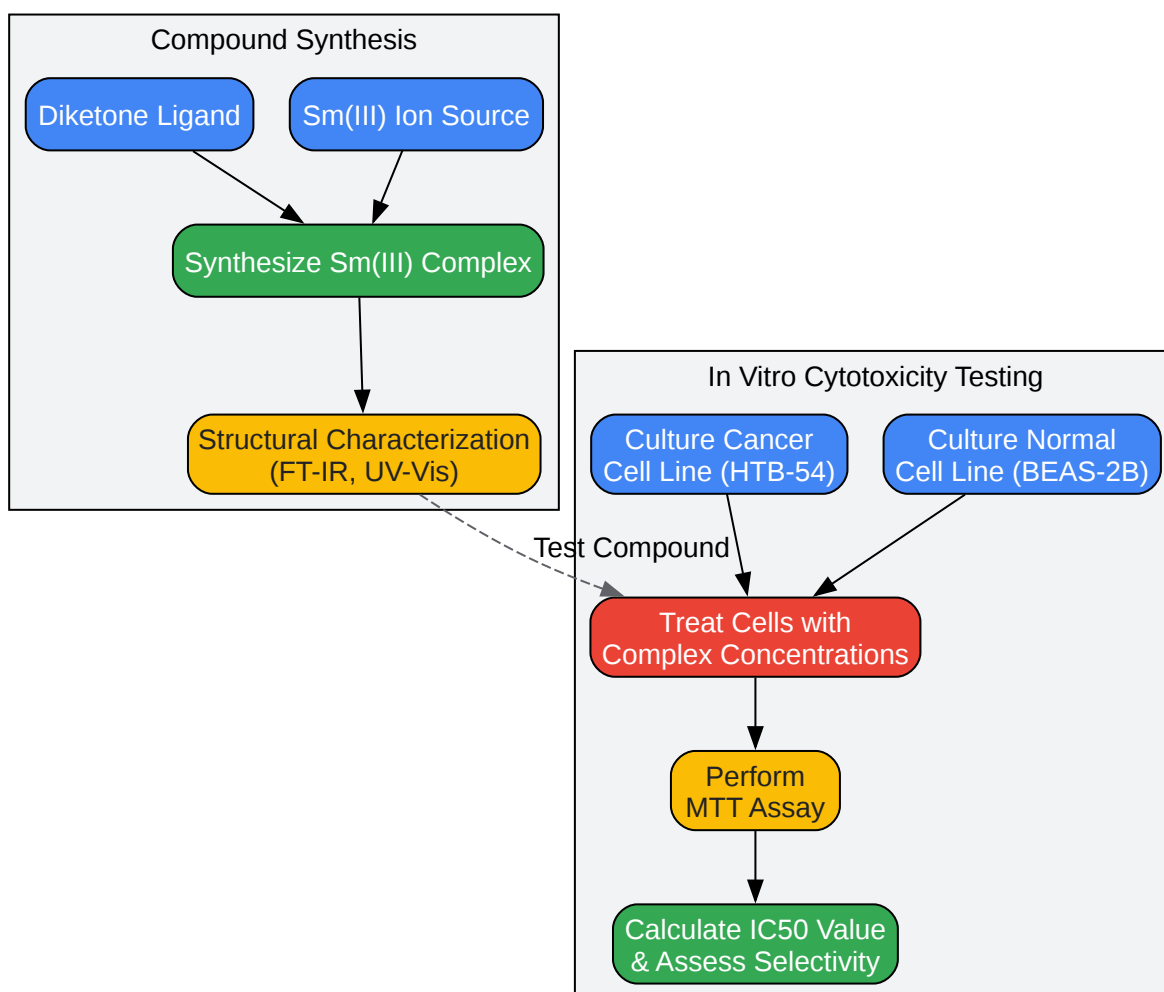 Compound Synthesis
Diketone Ligand
Sm(III) Ion Source
Synthesize Sm(III) Complex
Structural Characterization
(FT-IR, UV-Vis)
In Vitro Cytotoxicity Testing
Culture Cancer
Cell Line (HTB-54)
Culture Normal
Cell Line (BEAS-2B)
Test Compound
Treat Cells with
Complex Concentrations
Perform
MTT Assay
Calculate IC50 Value
& Assess Selectivity